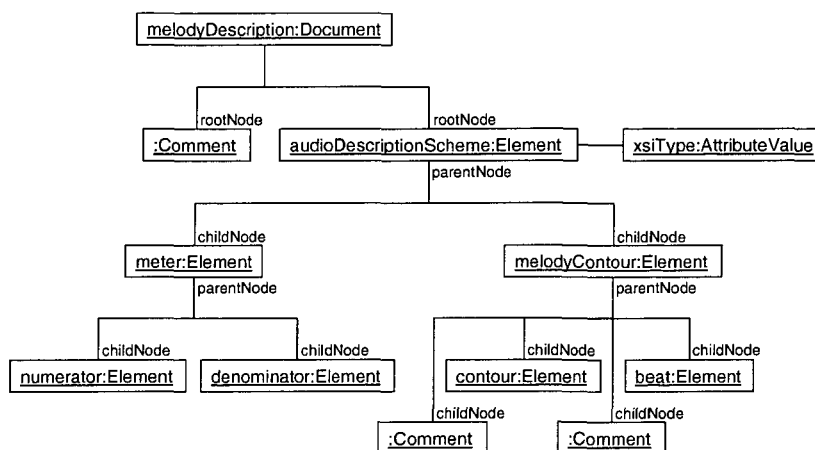 melodyDescription:Document
rootNode
rootNode
:Comment
audioDescriptionScheme:Element
xsiType:AttributeValue
parentNode
childNode
childNode
meter:Element
melodyContour:Element
parentNode
parentNode
childNode
childNode
childNode
childNode
numerator:Element
denominator:Element
contour:Element
beat:Element
childNode
childNode
:Comment
:Comment